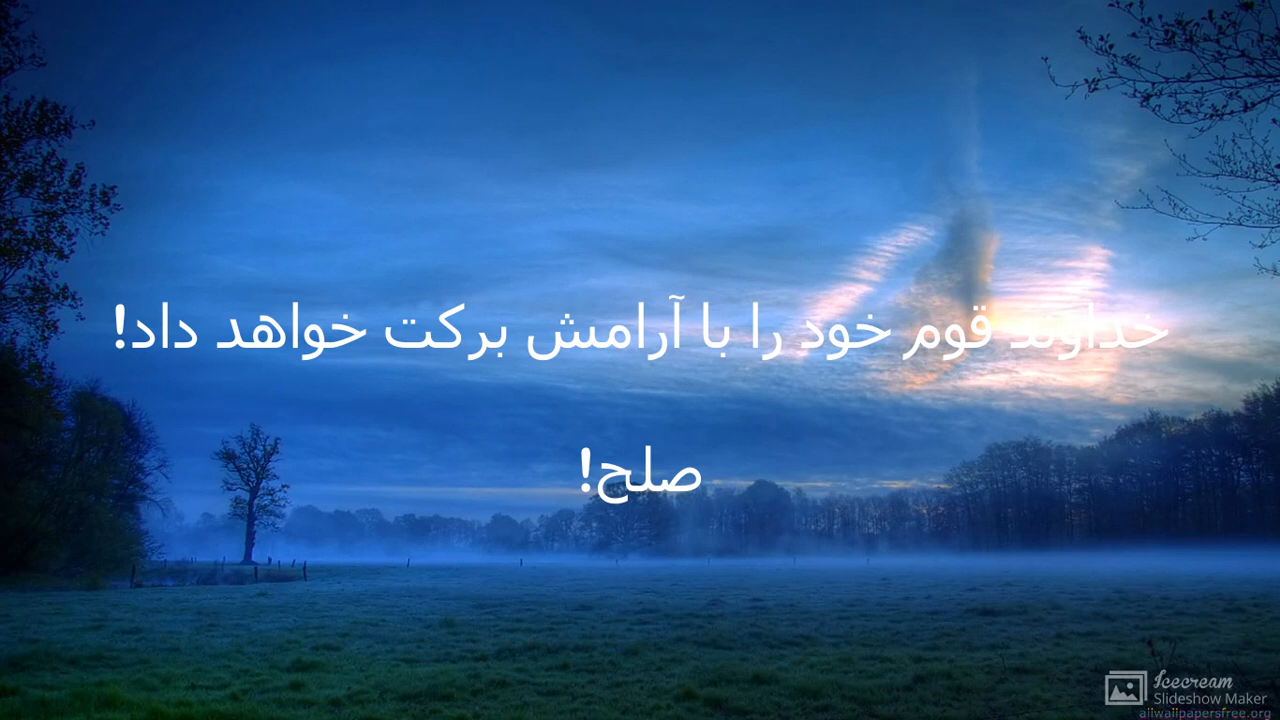 خداوند قوم خود را با آرامش برکت خواهد داد!
صلح!
Icecream
Slideshow Maker
allwallpapersfree.org